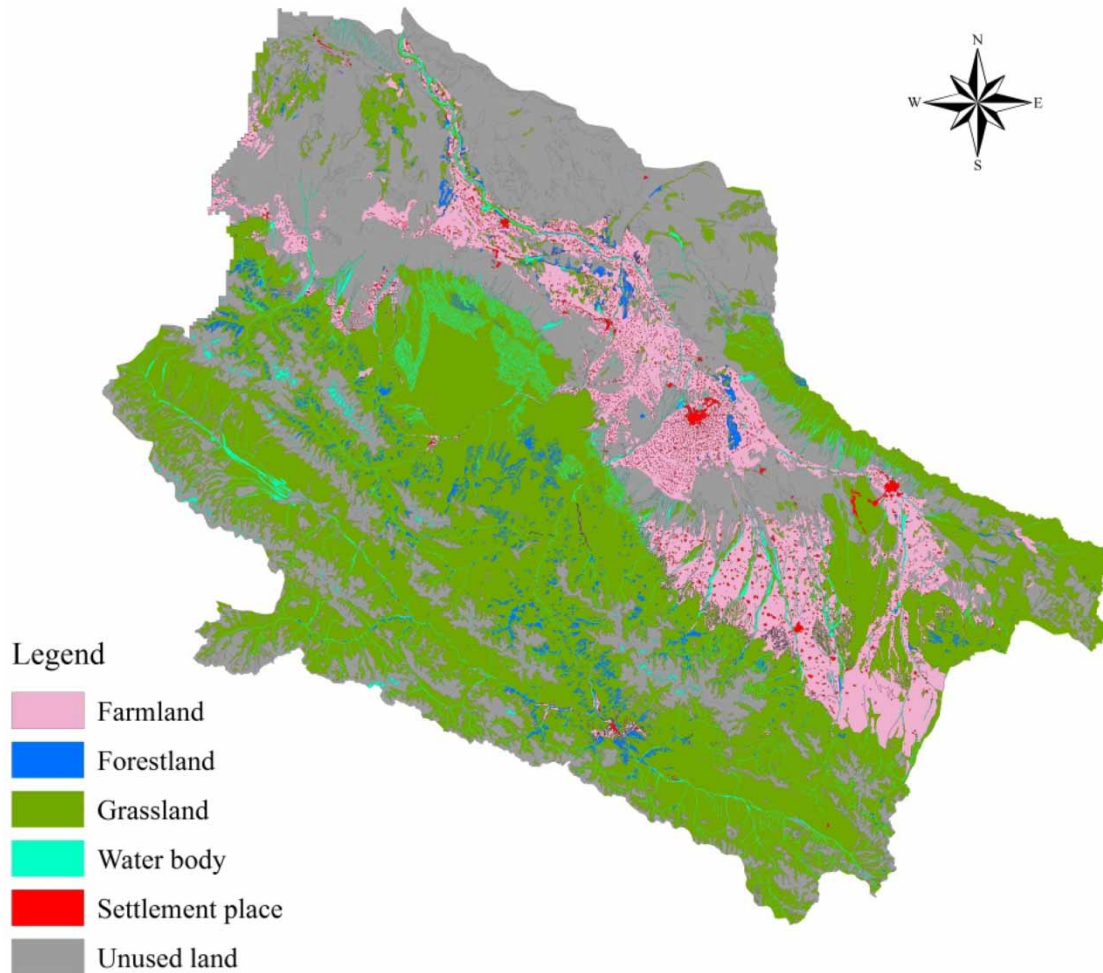 N
W E
S
Legend
Farmland
Forestland
Grassland
Water body
Settlement place
Unused land